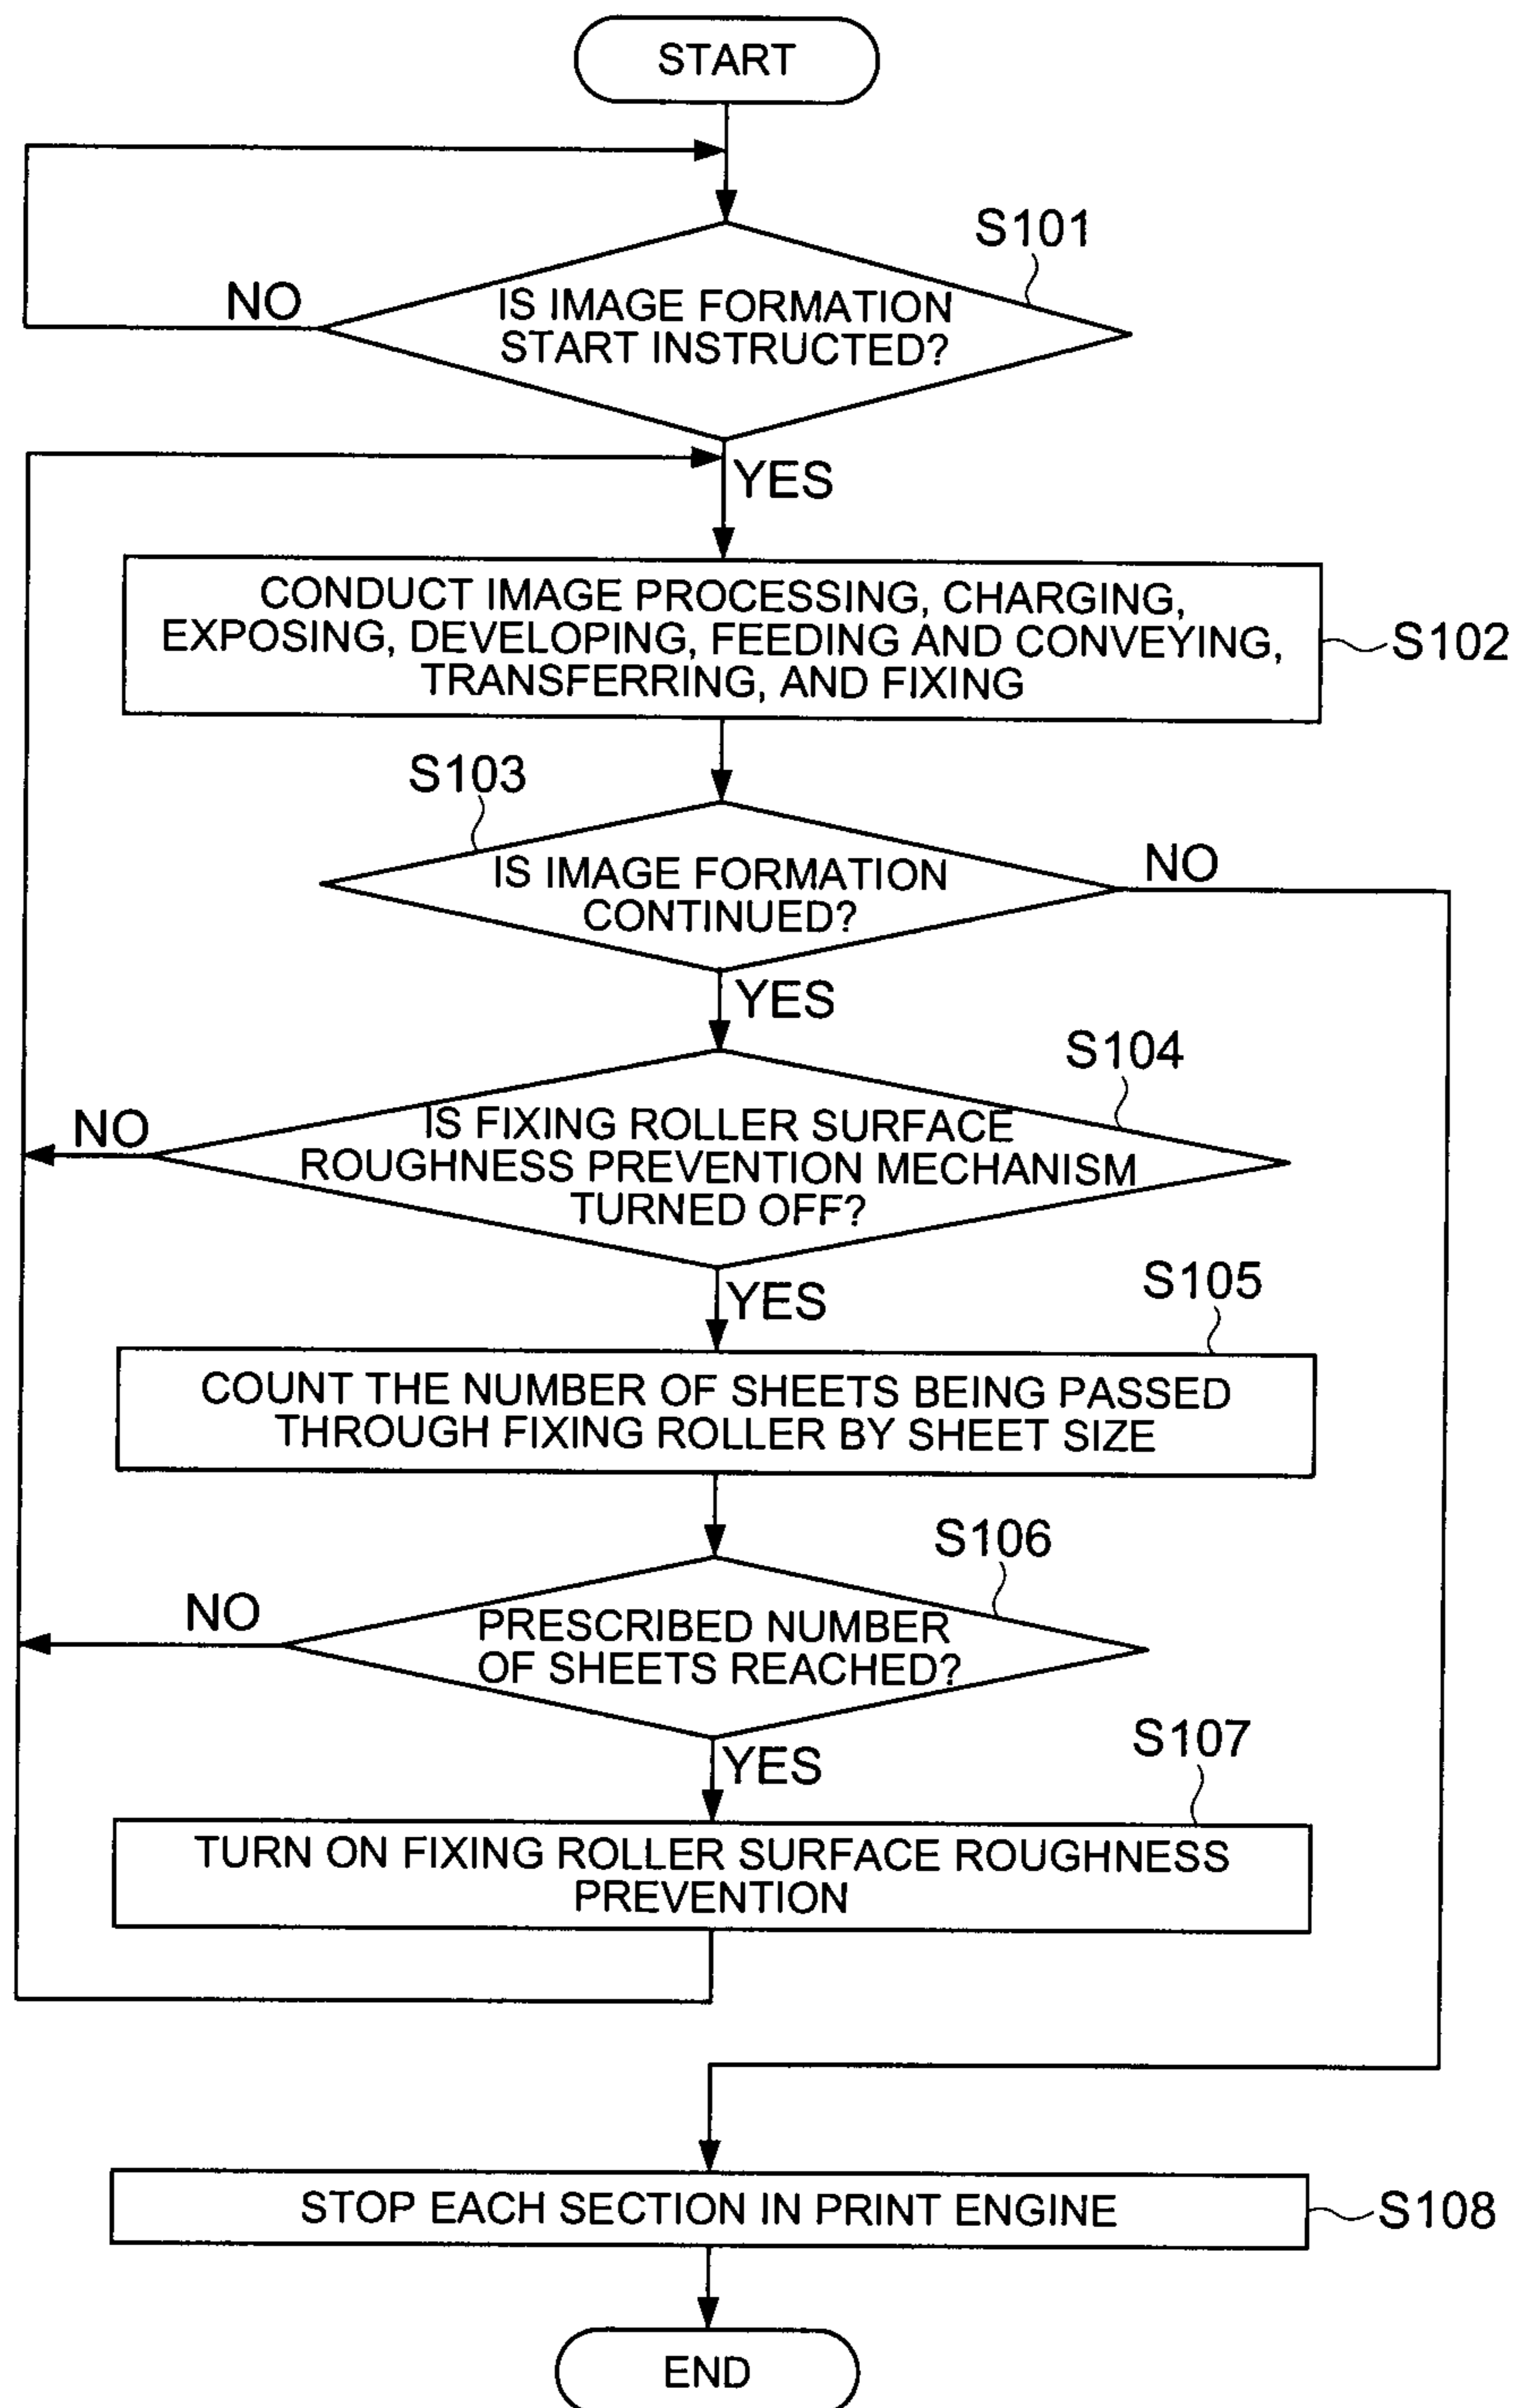 START
S101
NO
IS IMAGE FORMATION
START INSTRUCTED?
YES
CONDUCT IMAGE PROCESSING, CHARGING,
EXPOSING, DEVELOPING, FEEDING AND CONVEYING,
TRANSFERRING, AND FIXING
S102
S103
IS IMAGE FORMATION
CONTINUED?
NO
YES
S104
NO
IS FIXING ROLLER SURFACE
ROUGHNESS PREVENTION MECHANISM
TURNED OFF?
YES
S105
COUNT THE NUMBER OF SHEETS BEING PASSED
THROUGH FIXING ROLLER BY SHEET SIZE
S106
NO
PRESCRIBED NUMBER
OF SHEETS REACHED?
YES
S107
TURN ON FIXING ROLLER SURFACE ROUGHNESS
PREVENTION
STOP EACH SECTION IN PRINT ENGINE
S108
END